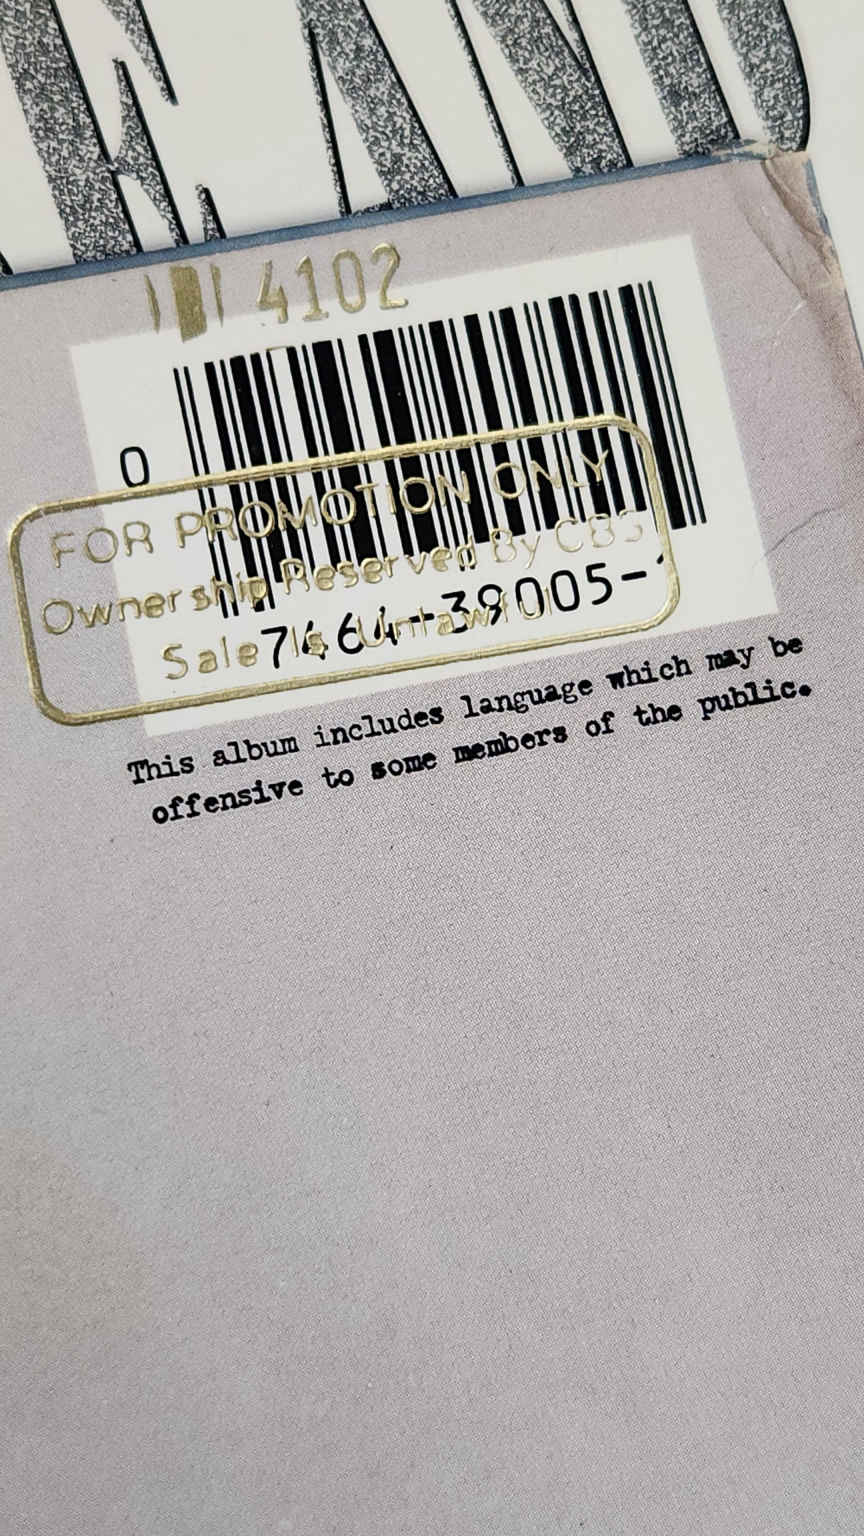 4102
0
FOR PROMOTION ONLY
Ownership Reserved By CBS
Sale Is Unlawful
7464-39005-1
This album includes language which may be
offensive to some members of the public.